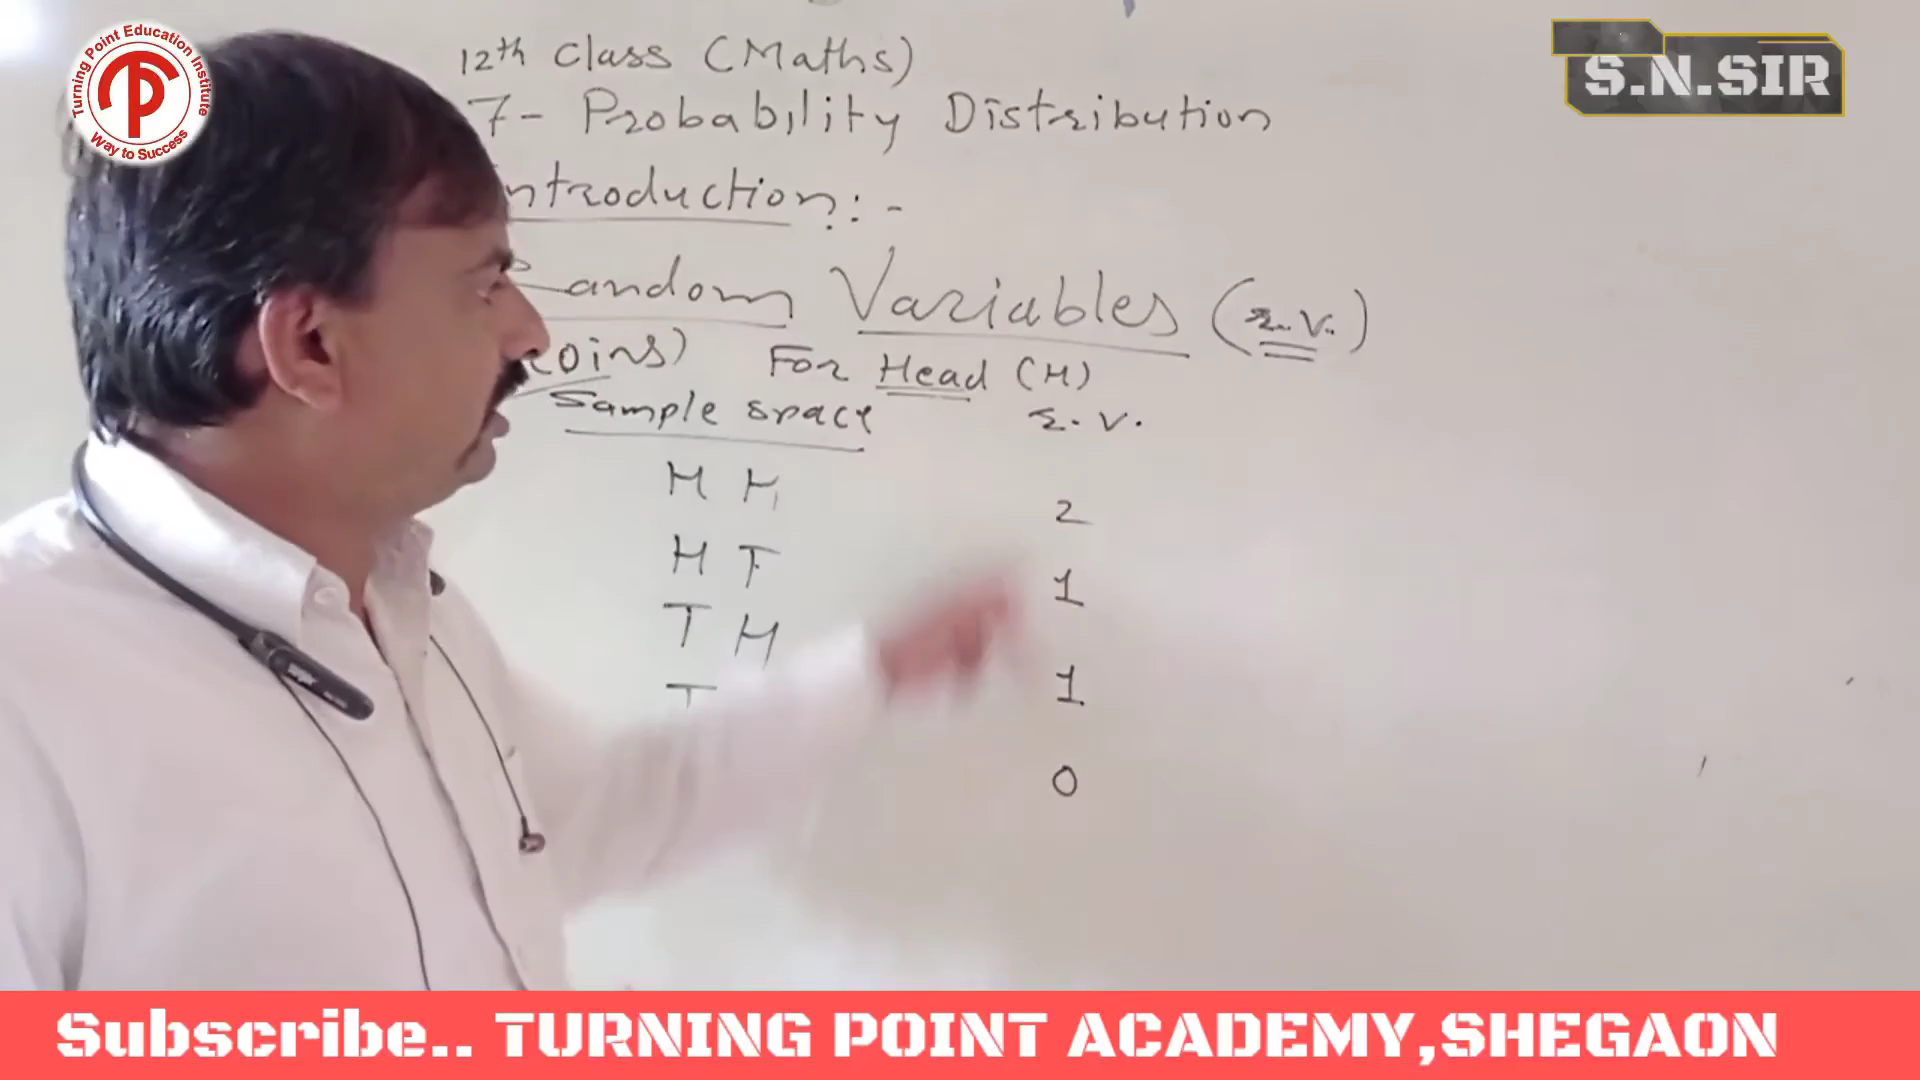 Turning Point Education Institute
Way to Success
S.N.SIR
12th Class (Maths)
7- Probability Distribution
ntroduction:-
Random Variables (r.v.)
coins) For Head (H)
Sample space r.v.
H H 2
H T 1
T H 1
T
0
Subscribe.. TURNING POINT ACADEMY,SHEGAON